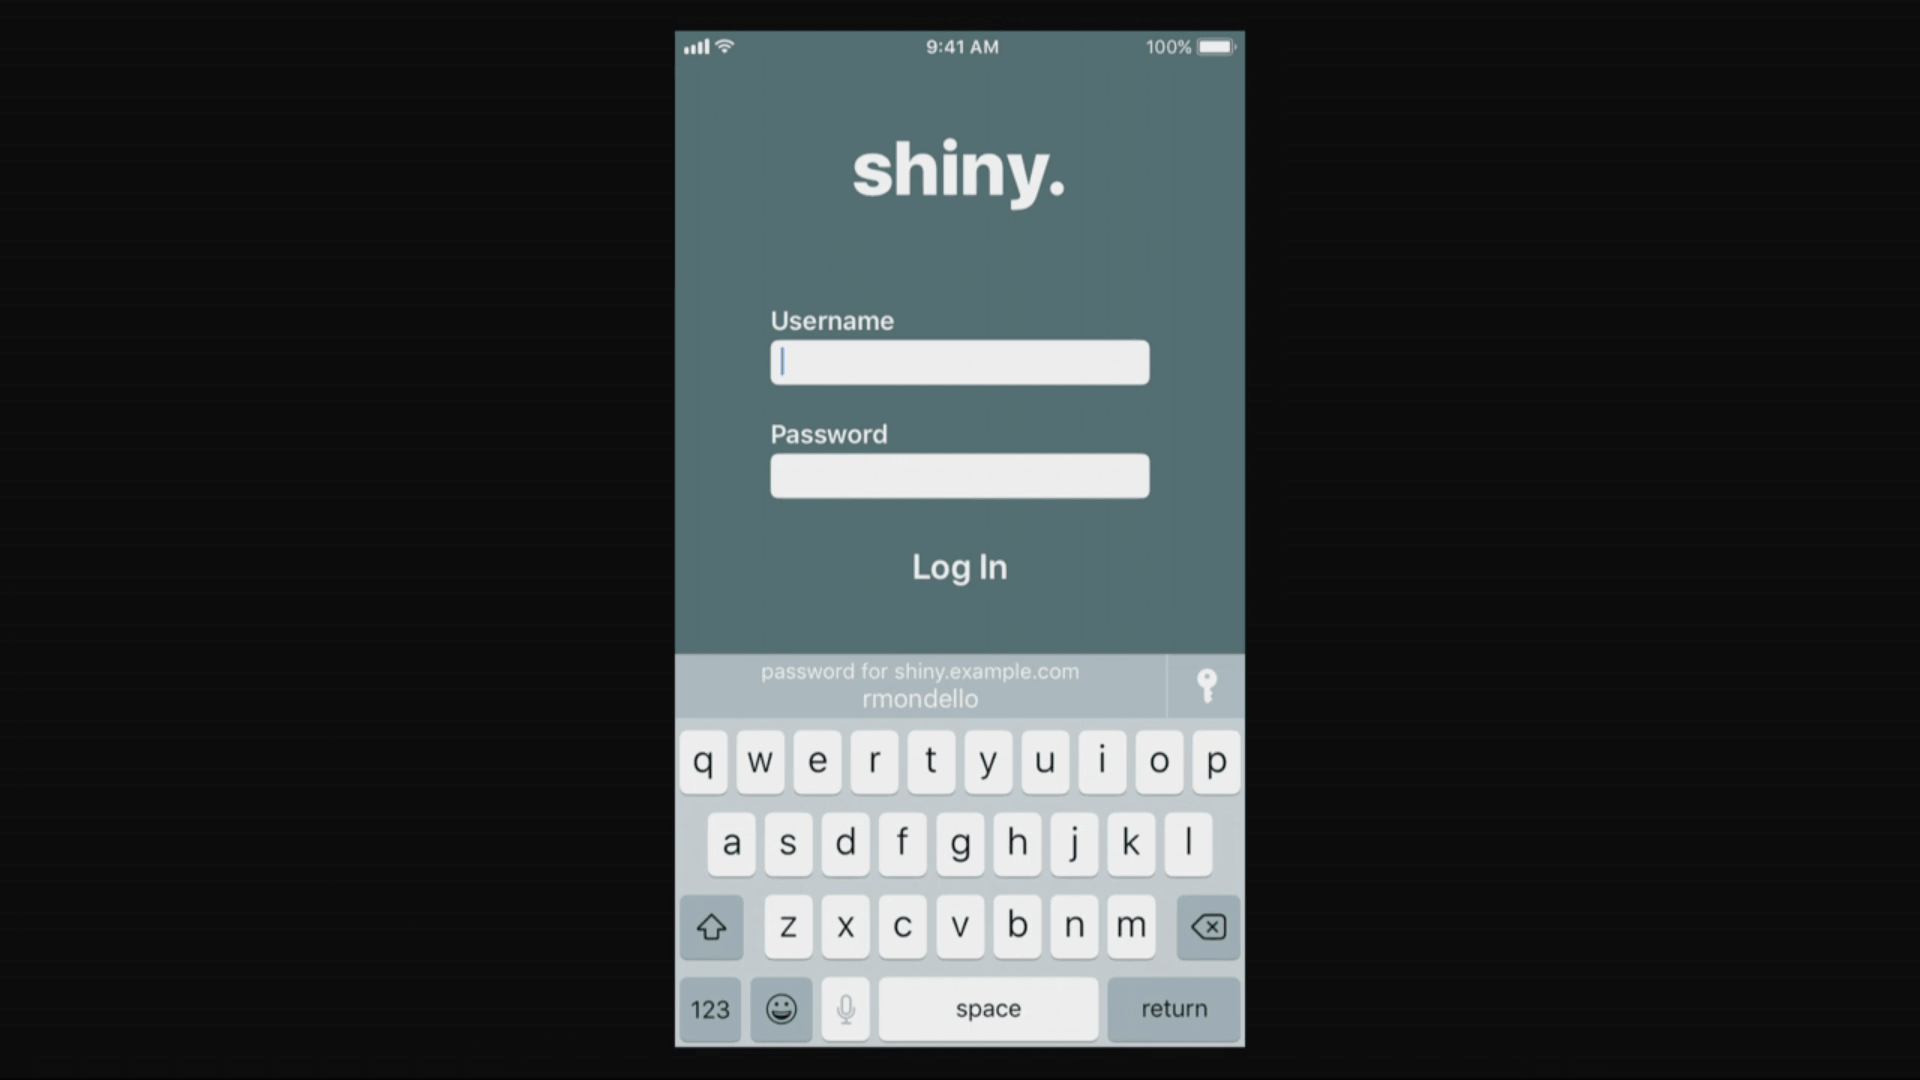 9:41 AM
100%
shiny.
Username
Password
Log In
password for shiny.example.com
rmondello
q w e r t y u i o p
a s d f g h j k l
z x c v b n m
123 space return